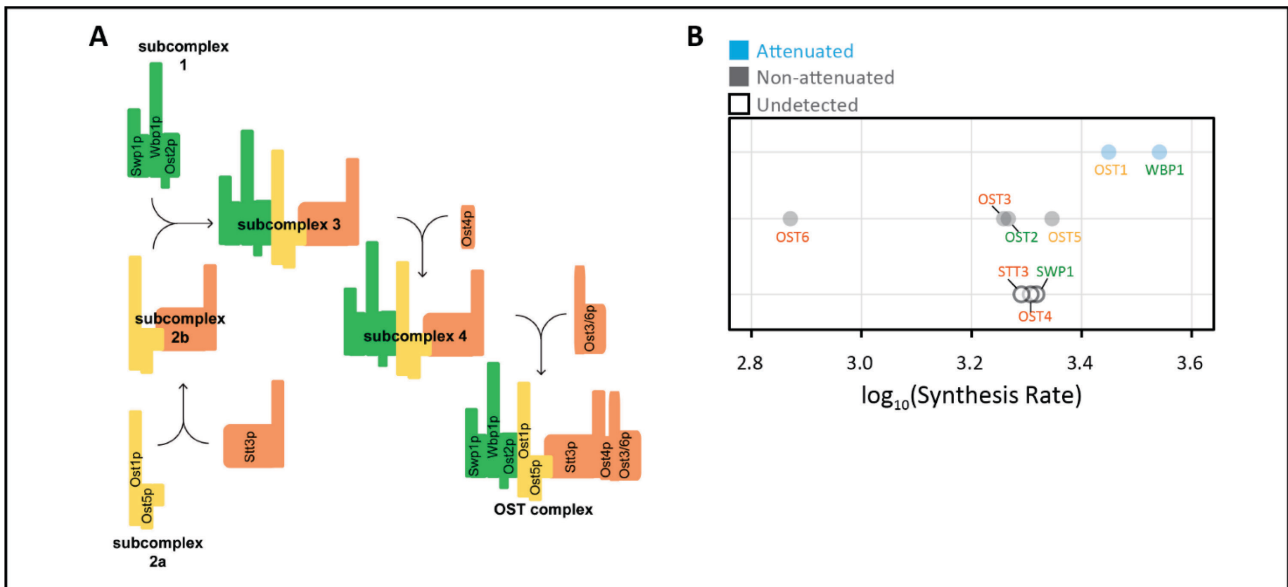 A
subcomplex
1
Swp1p
Wbp1p
Ost2p
subcomplex 3
Ost4p
subcomplex
2b
subcomplex 4
Ost3/6p
Ost1p
Ost5p
Stt3p
subcomplex
2a
Swp1p
Wbp1p
Ost2p
Ost1p
Ost5p
Stt3p
Ost4p
Ost3/6p
OST complex
B
Attenuated
Non-attenuated
Undetected
OST1
WBP1
OST3
OST6
OST2
OST5
STT3
SWP1
OST4
2.8 3.0 3.2 3.4 3.6
log₁₀(Synthesis Rate)